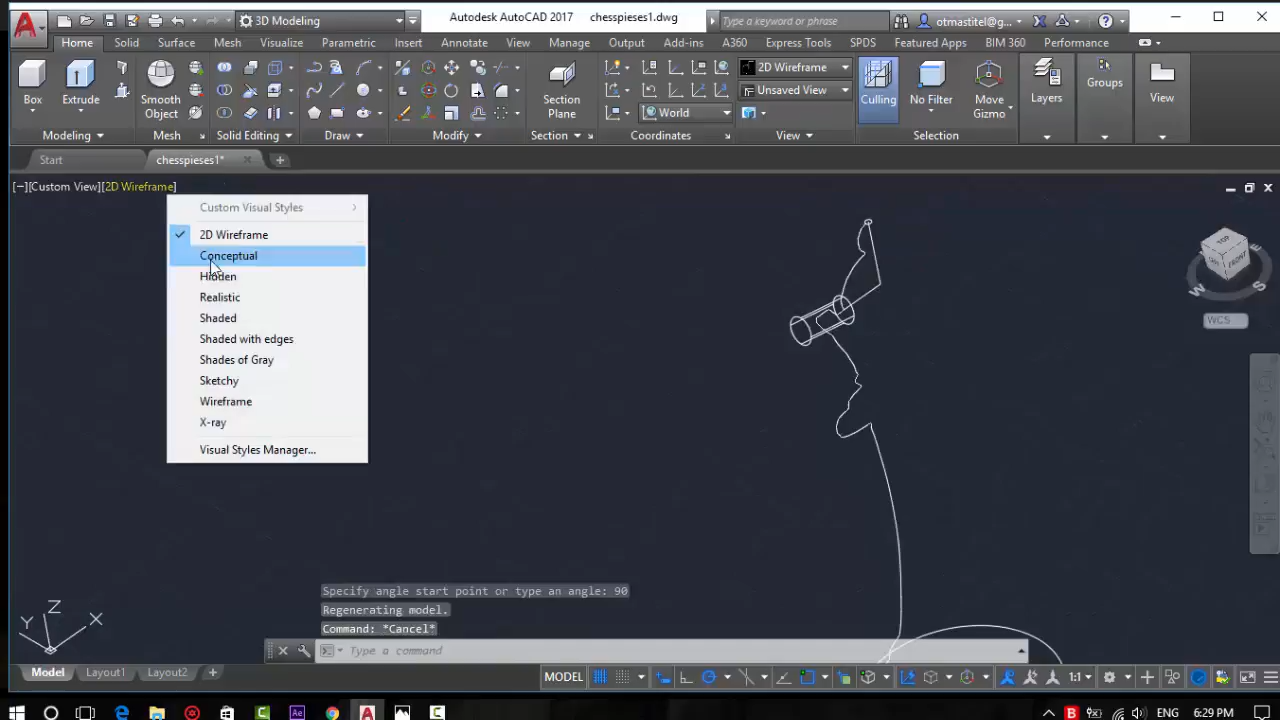 3D Modeling
Autodesk AutoCAD 2017 chesspieses1.dwg
Type a keyword or phrase
otmastitel@g...
Home Solid Surface Mesh Visualize Parametric Insert Annotate View Manage Output Add-ins A360 Express Tools SPDS Featured Apps BIM 360 Performance
2D Wireframe
Unsaved View
World
Box Extrude Smooth Object Section Plane Culling No Filter Move Gizmo Layers Groups View
Modeling Mesh Solid Editing Draw Modify Section Coordinates View Selection
Start chesspieses1*
[−][Custom View][2D Wireframe]
Custom Visual Styles
2D Wireframe
Conceptual
Hidden
Realistic
Shaded
Shaded with edges
Shades of Gray
Sketchy
Wireframe
X-ray
Visual Styles Manager...
TOP
FRONT
W
S
WCS
Specify angle start point or type an angle: 90
Regenerating model.
Command: *Cancel*
Type a command
Z
Y
X
Model Layout1 Layout2
MODEL
1:1
ENG 6:29 PM